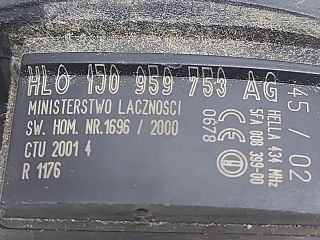 HLO 1J0 959 753 AG
MINISTERSTWO LACZNOSCI
SW. HOM. NR.1696 / 2000
CTU 2001 4
R 1176
0678
5FA 008 399-00
HELLA 434 MHz
45 / 02